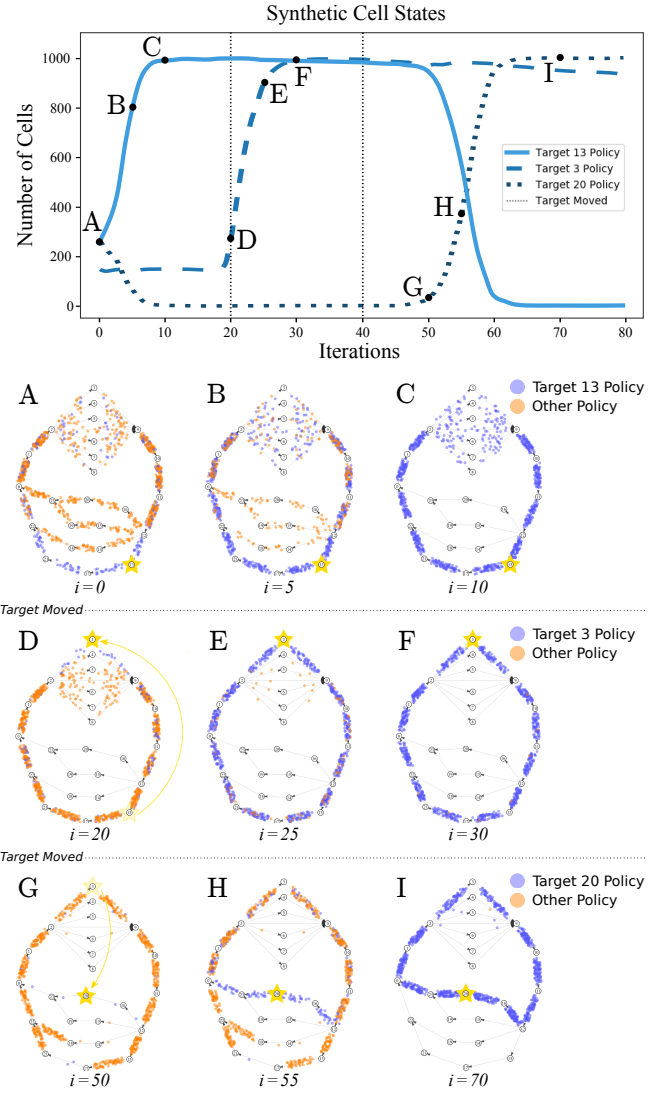 Synthetic Cell States
Number of Cells
1000
800
600
400
200
0
A
B
C
D
E
F
G
H
I
Target 13 Policy
Target 3 Policy
Target 20 Policy
Target Moved
0 10 20 30 40 50 60 70 80
Iterations
A B C
Target 13 Policy
Other Policy
i=0 i=5 i=10
Target Moved
D E F
Target 3 Policy
Other Policy
i=20 i=25 i=30
Target Moved
G H I
Target 20 Policy
Other Policy
i=50 i=55 i=70